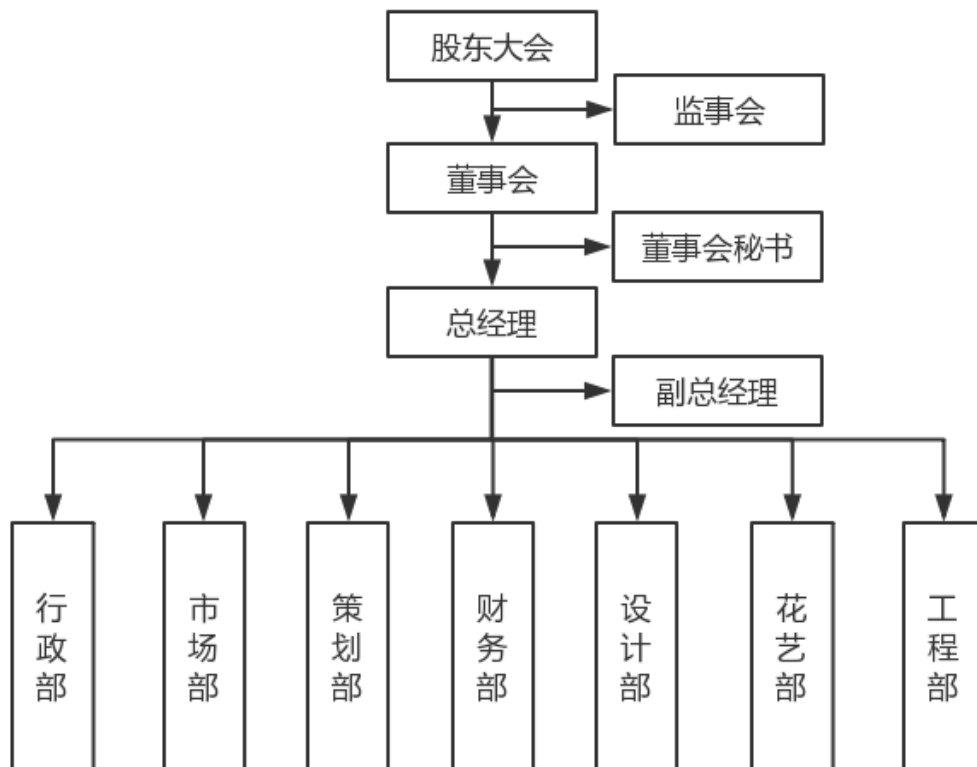 股东大会
监事会
董事会
董事会秘书
总经理
副总经理
行政部
市场部
策划部
财务部
设计部
花艺部
工程部